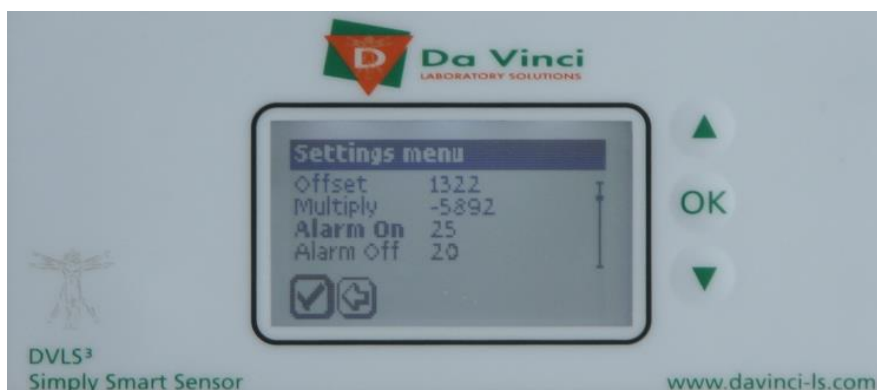 D
Da Vinci
LABORATORY SOLUTIONS
Settings menu
Offset 1322
Multiply -5892
Alarm On 25
Alarm Off 20
OK
DVLS³
Simply Smart Sensor
www.davinci-ls.com